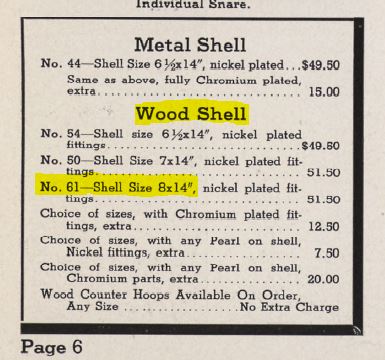 Individual Snare.
Metal Shell
No. 44—Shell Size 6½x14", nickel plated...$49.50
Same as above, fully Chromium plated,
extra.................................. 15.00
Wood Shell
No. 54—Shell size 6½x14", nickel plated
fittings...............................$49.50
No. 50—Shell Size 7x14", nickel plated fit-
tings.................................. 51.50
No. 61—Shell Size 8x14", nickel plated fit-
tings.................................. 51.50
Choice of sizes, with Chromium plated fit-
tings, extra........................... 12.50
Choice of sizes, with any Pearl on shell,
Nickel fittings, extra.................. 7.50
Choice of sizes, with any Pearl on shell,
Chromium parts, extra................. 20.00
Wood Counter Hoops Available On Order,
Any Size ..................No Extra Charge
Page 6